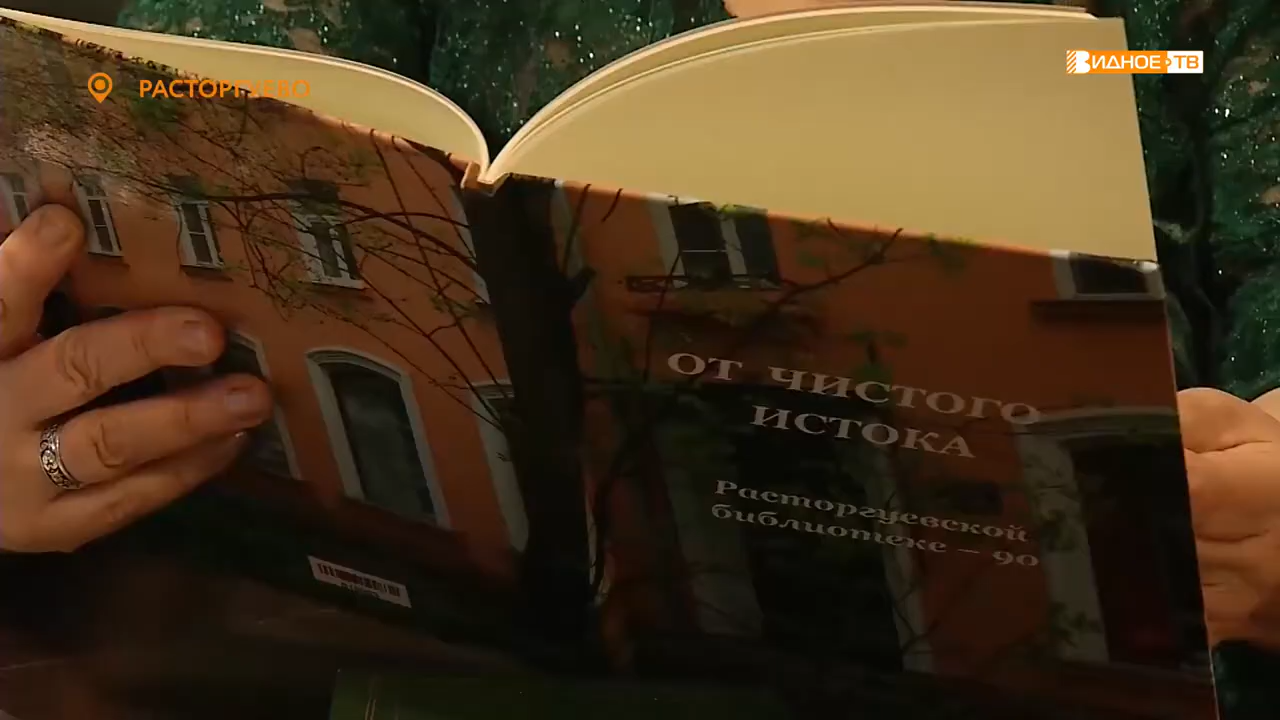 РАСТОРГУЕВО
ВИДНОЕ ТВ
ОТ ЧИСТОГО
ИСТОКА
Расторгуевской
библиотеке – 90